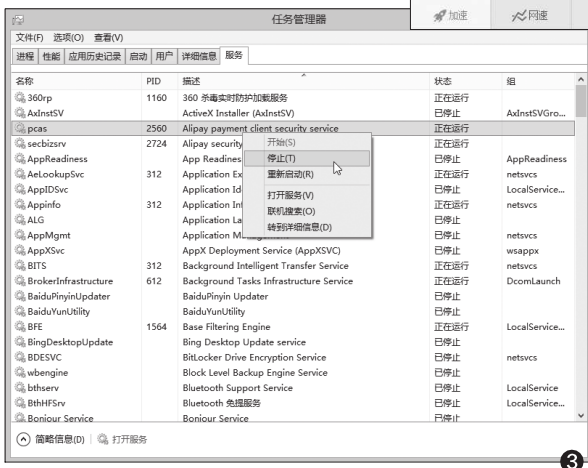 加速 网速
任务管理器
文件(F) 选项(O) 查看(V)
进程 性能 应用历史记录 启动 用户 详细信息 服务
名称 PID 描述 状态 组
360rp 1160 360 杀毒实时防护加载服务 正在运行
AxInstSV ActiveX Installer (AxInstSV) 已停止 AxInstSVGro...
pcas 2560 Alipay payment client security service 正在运行
secbizsrv 2724 Alipay security 正在运行
开始(S)
停止(T)
重新启动(R)
打开服务(V)
联机搜索(O)
转到详细信息(D)
AppReadiness App Readines 已停止 AppReadiness
AeLookupSvc 312 Application Ex 正在运行 netsvcs
AppIDSvc Application Id 已停止 LocalService...
Appinfo 312 Application Inf 正在运行 netsvcs
ALG Application La 已停止
AppMgmt Application M 已停止 netsvcs
AppXSvc AppX Deployment Service (AppXSVC) 已停止 wsappx
BITS 312 Background Intelligent Transfer Service 正在运行 netsvcs
BrokerInfrastructure 612 Background Tasks Infrastructure Service 正在运行 DcomLaunch
BaiduPinyinUpdater BaiduPinyin Updater 已停止
BaiduYunUtility BaiduYunUtility 已停止
BFE 1564 Base Filtering Engine 正在运行 LocalService...
BingDesktopUpdate Bing Desktop Update service 已停止
BDESVC BitLocker Drive Encryption Service 已停止 netsvcs
wbengine Block Level Backup Engine Service 已停止
bthserv Bluetooth Support Service 已停止 LocalService
BthHFSrv Bluetooth 免提服务 已停止 LocalService...
Bonjour Service Bonjour Service 已停止
简略信息(D) 打开服务
3